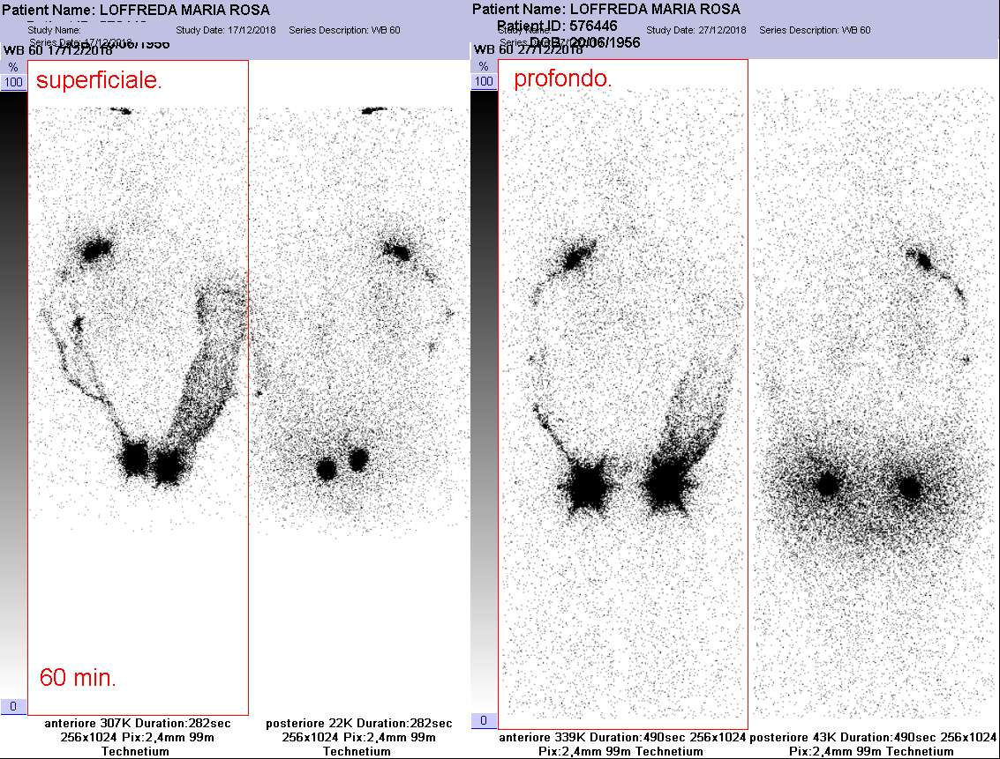 Patient Name: LOFFREDA MARIA ROSA
Study Name:
Study Date: 17/12/2018
Series Description: WB 60
Series Date: 17/12/2018
20/06/1956
WB 60 17/12/2018
%
100
superficiale.
60 min.
0
anteriore 307K Duration:282sec
256x1024 Pix:2,4mm 99m
Technetium
posteriore 22K Duration:282sec
256x1024 Pix:2,4mm 99m
Technetium
Patient Name: LOFFREDA MARIA ROSA
Patient ID: 576446
Study Name:
Study Date: 27/12/2018
Series Description: WB 60
DOB: 20/06/1956
WB 60 27/12/2018
%
100
profondo.
0
anteriore 339K Duration:490sec 256x1024
Pix:2,4mm 99m Technetium
posteriore 43K Duration:490sec 256x1024
Pix:2,4mm 99m Technetium